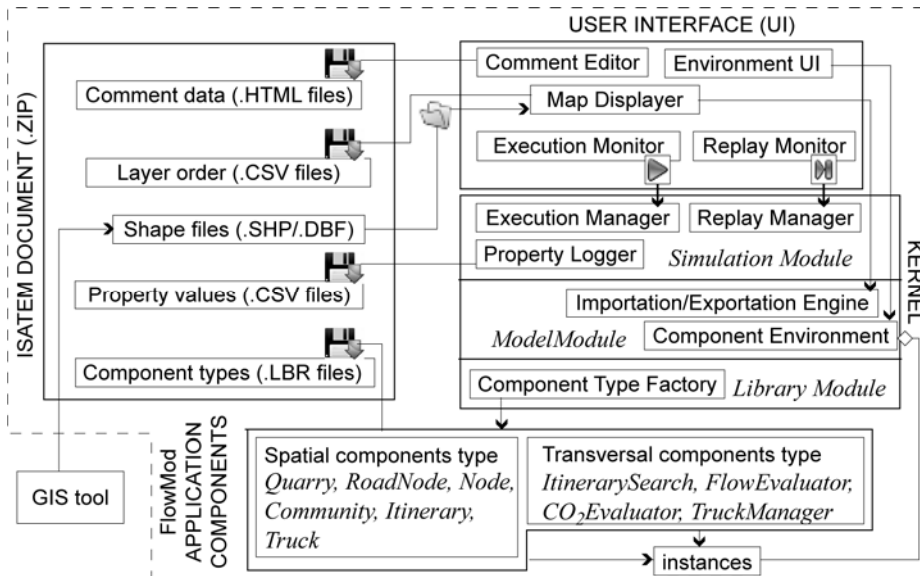 USER INTERFACE (UI)
Comment Editor
Environment UI
Map Displayer
Execution Monitor
Replay Monitor
ISATEM DOCUMENT (.ZIP)
Comment data (.HTML files)
Layer order (.CSV files)
Shape files (.SHP/.DBF)
Property values (.CSV files)
Component types (.LBR files)
Execution Manager
Replay Manager
Property Logger
Simulation Module
KERNEL
Importation/Exportation Engine
ModelModule
Component Environment
Component Type Factory
Library Module
GIS tool
FlowMod
APPLICATION
COMPONENTS
Spatial components type
Quarry, RoadNode, Node,
Community, Itinerary,
Truck
Transversal components type
ItinerarySearch, FlowEvaluator,
CO₂Evaluator, TruckManager
instances